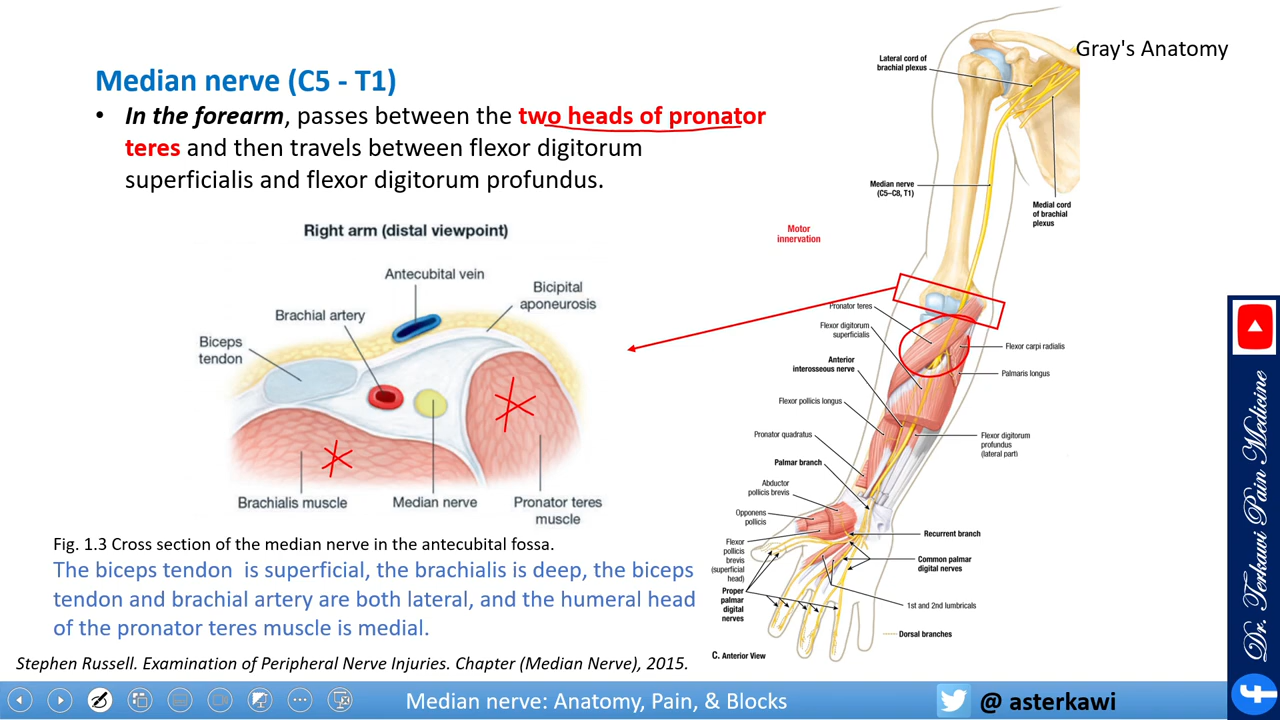 Gray's Anatomy
Median nerve (C5 - T1)
• In the forearm, passes between the two heads of pronator
teres and then travels between flexor digitorum
superficialis and flexor digitorum profundus.
Right arm (distal viewpoint)
Antecubital vein
Bicipital
aponeurosis
Brachial artery
Biceps
tendon
Brachialis muscle
Median nerve
Pronator teres
muscle
Fig. 1.3 Cross section of the median nerve in the antecubital fossa.
The biceps tendon is superficial, the brachialis is deep, the biceps
tendon and brachial artery are both lateral, and the humeral head
of the pronator teres muscle is medial.
Stephen Russell. Examination of Peripheral Nerve Injuries. Chapter (Median Nerve), 2015.
Lateral cord of
brachial plexus
Median nerve
(C5–C8, T1)
Medial cord
of brachial
plexus
Motor
innervation
Pronator teres
Flexor digitorum
superficialis
Flexor carpi radialis
Anterior
interosseous nerve
Palmaris longus
Flexor pollicis longus
Pronator quadratus
Flexor digitorum
profundus
(lateral part)
Palmar branch
Abductor
pollicis brevis
Opponens
pollicis
Recurrent branch
Flexor
pollicis
brevis
(superficial
head)
Common palmar
digital nerves
Proper
palmar
digital
nerves
1st and 2nd lumbricals
Dorsal branches
C. Anterior View
Dr. Terkawi Pain Medicine
Median nerve: Anatomy, Pain, & Blocks
@ asterkawi